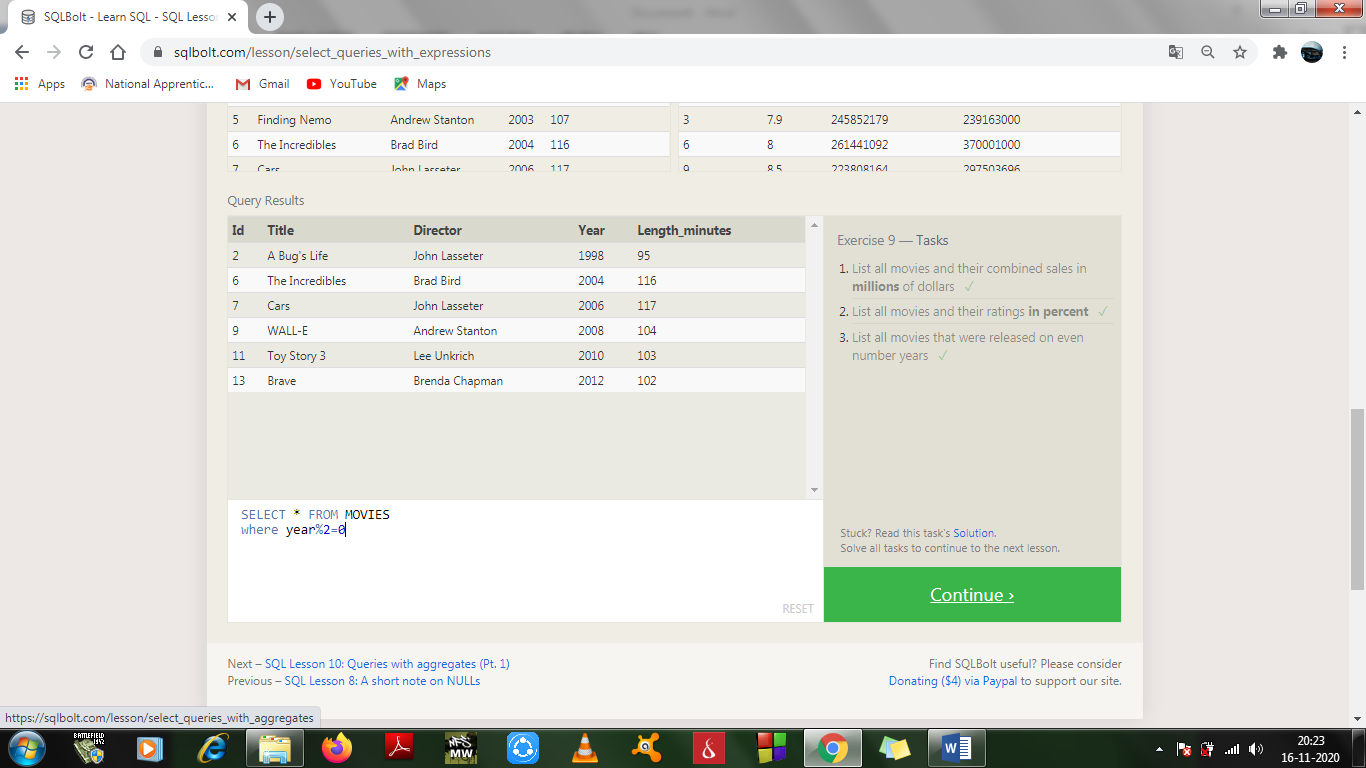 SQLBolt - Learn SQL - SQL Lesson
sqlbolt.com/lesson/select_queries_with_expressions
Apps National Apprentic... Gmail YouTube Maps
5 Finding Nemo Andrew Stanton 2003 107 3 7.9 245852179 239163000
6 The Incredibles Brad Bird 2004 116 6 8 261441092 370001000
7 Cars John Lasseter 2006 117 9 8.5 223808164 297503696
Query Results
Id Title Director Year Length_minutes
2 A Bug's Life John Lasseter 1998 95
6 The Incredibles Brad Bird 2004 116
7 Cars John Lasseter 2006 117
9 WALL-E Andrew Stanton 2008 104
11 Toy Story 3 Lee Unkrich 2010 103
13 Brave Brenda Chapman 2012 102
Exercise 9 — Tasks
1. List all movies and their combined sales in
millions of dollars ✓
2. List all movies and their ratings in percent ✓
3. List all movies that were released on even
number years ✓
SELECT * FROM MOVIES
where year%2=0
RESET
Stuck? Read this task's Solution.
Solve all tasks to continue to the next lesson.
Continue ›
Next – SQL Lesson 10: Queries with aggregates (Pt. 1)
Previous – SQL Lesson 8: A short note on NULLs
Find SQLBolt useful? Please consider
Donating ($4) via Paypal to support our site.
https://sqlbolt.com/lesson/select_queries_with_aggregates
BATTLEFIELD
1942
NFS
MW
20:23
16-11-2020